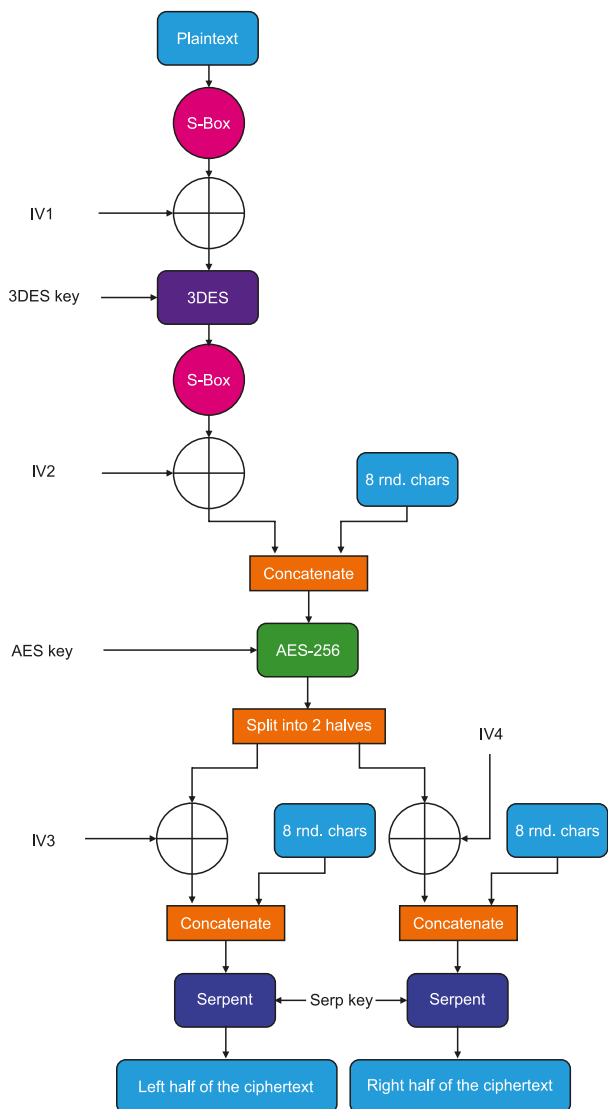 Plaintext
S-Box
IV1
3DES key
3DES
S-Box
IV2
8 rnd. chars
Concatenate
AES key
AES-256
Split into 2 halves
IV4
IV3
8 rnd. chars
8 rnd. chars
Concatenate
Concatenate
Serpent
Serp key
Serpent
Left half of the ciphertext
Right half of the ciphertext